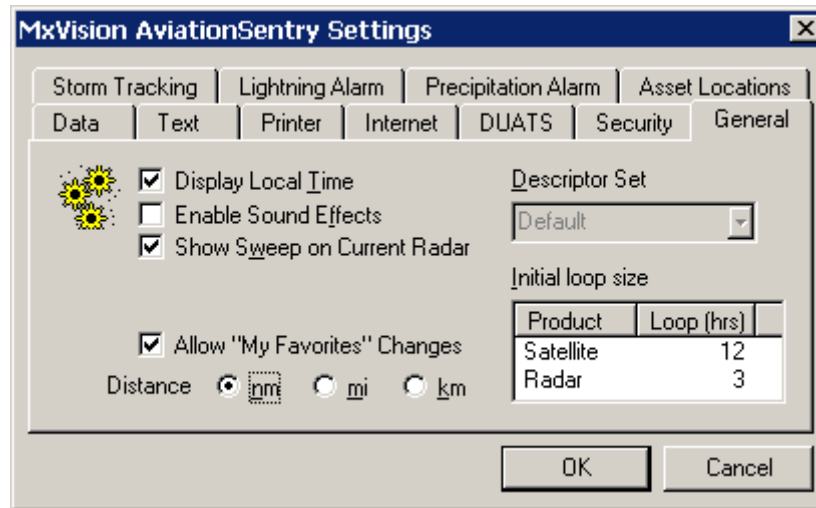 MxVision AviationSentry Settings
Storm Tracking Lightning Alarm Precipitation Alarm Asset Locations
Data Text Printer Internet DUATS Security General
Display Local Time
Enable Sound Effects
Show Sweep on Current Radar
Allow "My Favorites" Changes
Distance nm mi km
Descriptor Set
Default
Initial loop size
Product Loop (hrs)
Satellite 12
Radar 3
OK Cancel